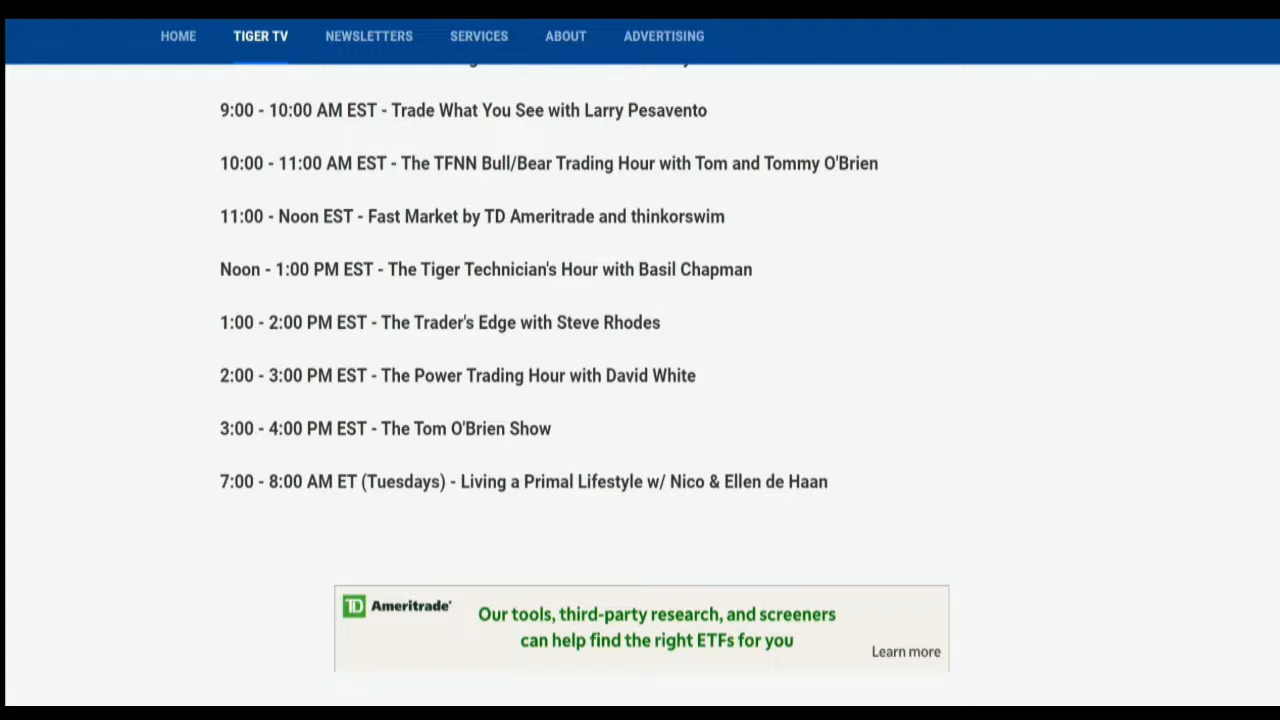 HOME TIGER TV NEWSLETTERS SERVICES ABOUT ADVERTISING
9:00 - 10:00 AM EST - Trade What You See with Larry Pesavento
10:00 - 11:00 AM EST - The TFNN Bull/Bear Trading Hour with Tom and Tommy O'Brien
11:00 - Noon EST - Fast Market by TD Ameritrade and thinkorswim
Noon - 1:00 PM EST - The Tiger Technician's Hour with Basil Chapman
1:00 - 2:00 PM EST - The Trader's Edge with Steve Rhodes
2:00 - 3:00 PM EST - The Power Trading Hour with David White
3:00 - 4:00 PM EST - The Tom O'Brien Show
7:00 - 8:00 AM ET (Tuesdays) - Living a Primal Lifestyle w/ Nico & Ellen de Haan
TD Ameritrade
Our tools, third-party research, and screeners
can help find the right ETFs for you
Learn more